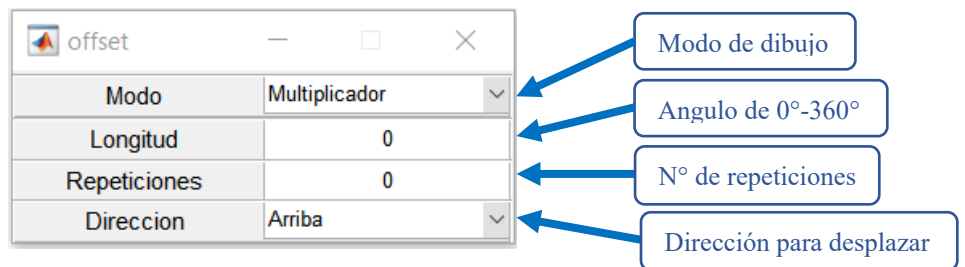 offset
Modo Multiplicador
Longitud 0
Repeticiones 0
Direccion Arriba
Modo de dibujo
Angulo de 0°-360°
N° de repeticiones
Dirección para desplazar